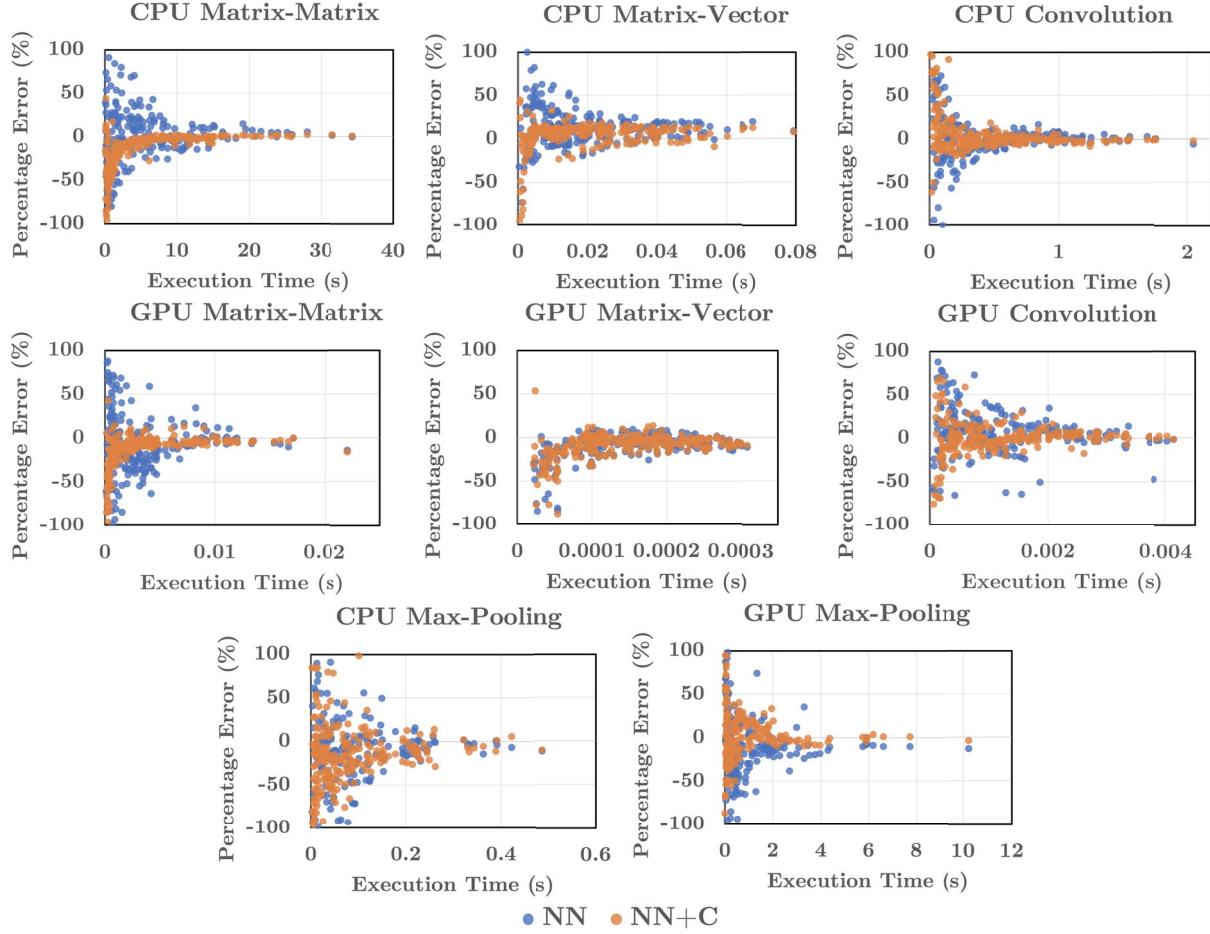 CPU Matrix-Matrix CPU Matrix-Vector CPU Convolution
Percentage Error (%)
100
50
0
-50
-100
0 10 20 30 40
Execution Time (s)
Percentage Error (%)
100
50
0
-50
-100
0 0.02 0.04 0.06 0.08
Execution Time (s)
Percentage Error (%)
100
50
0
-50
-100
0 1 2
Execution Time (s)
GPU Matrix-Matrix GPU Matrix-Vector GPU Convolution
Percentage Error (%)
100
50
0
-50
-100
0 0.01 0.02
Execution Time (s)
Percentage Error (%)
100
50
0
-50
-100
0 0.0001 0.0002 0.0003
Execution Time (s)
Percentage Error (%)
100
50
0
-50
-100
0 0.002 0.004
Execution Time (s)
CPU Max-Pooling GPU Max-Pooling
Percentage Error (%)
100
50
0
-50
-100
0 0.2 0.4 0.6
Execution Time (s)
Percentage Error (%)
100
50
0
-50
-100
0 2 4 6 8 10 12
Execution Time (s)
NN NN+C